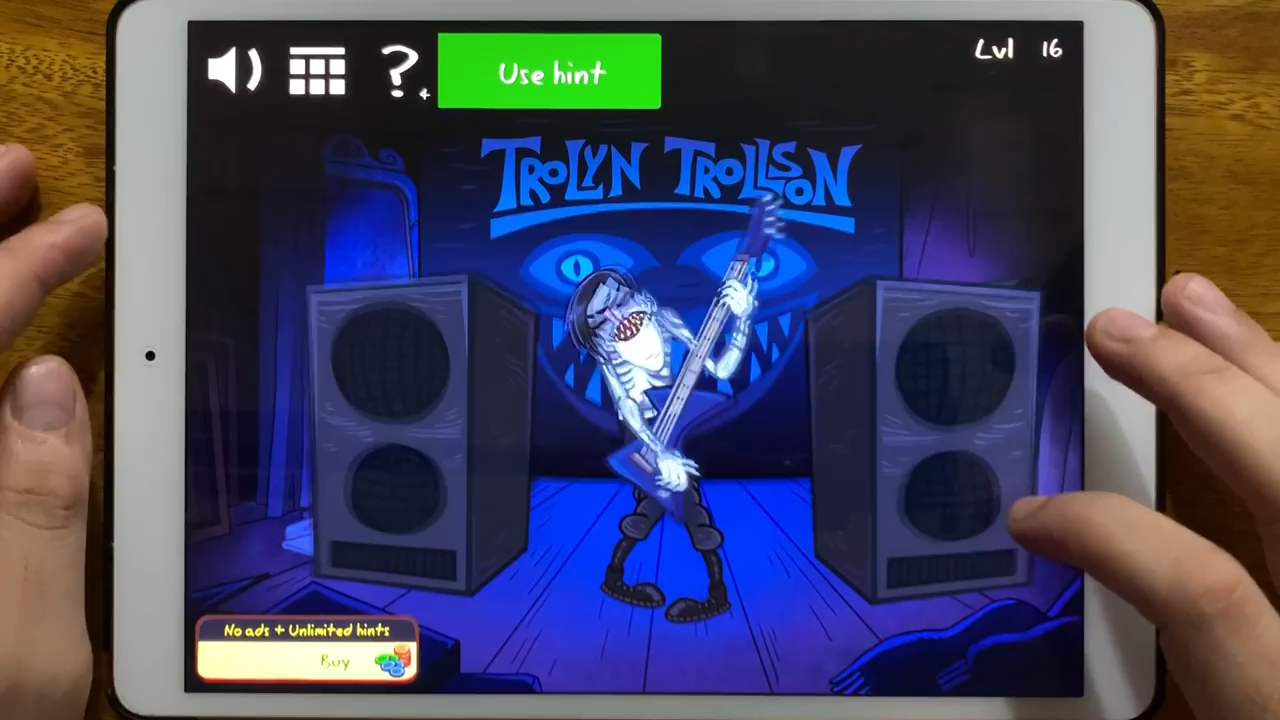 Use hint
Lvl 16
TROLYN TROLLSON
No ads + Unlimited hints
Buy